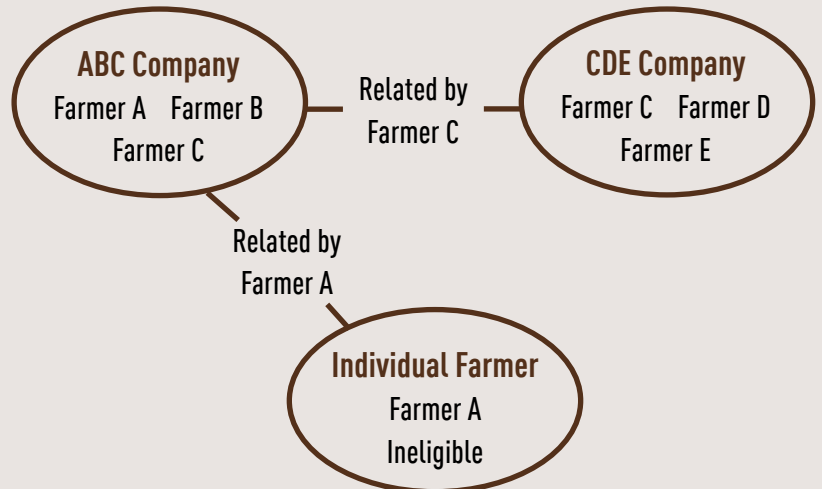 ABC Company
Farmer A Farmer B
Farmer C
Related by
Farmer C
CDE Company
Farmer C Farmer D
Farmer E
Related by
Farmer A
Individual Farmer
Farmer A
Ineligible